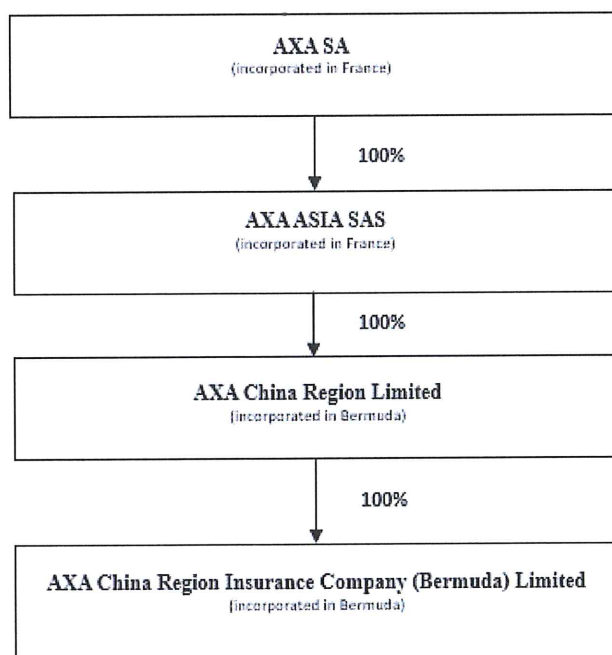 AXA SA
(incorporated in France)
100%
AXA ASIA SAS
(incorporated in France)
100%
AXA China Region Limited
(incorporated in Bermuda)
100%
AXA China Region Insurance Company (Bermuda) Limited
(incorporated in Bermuda)